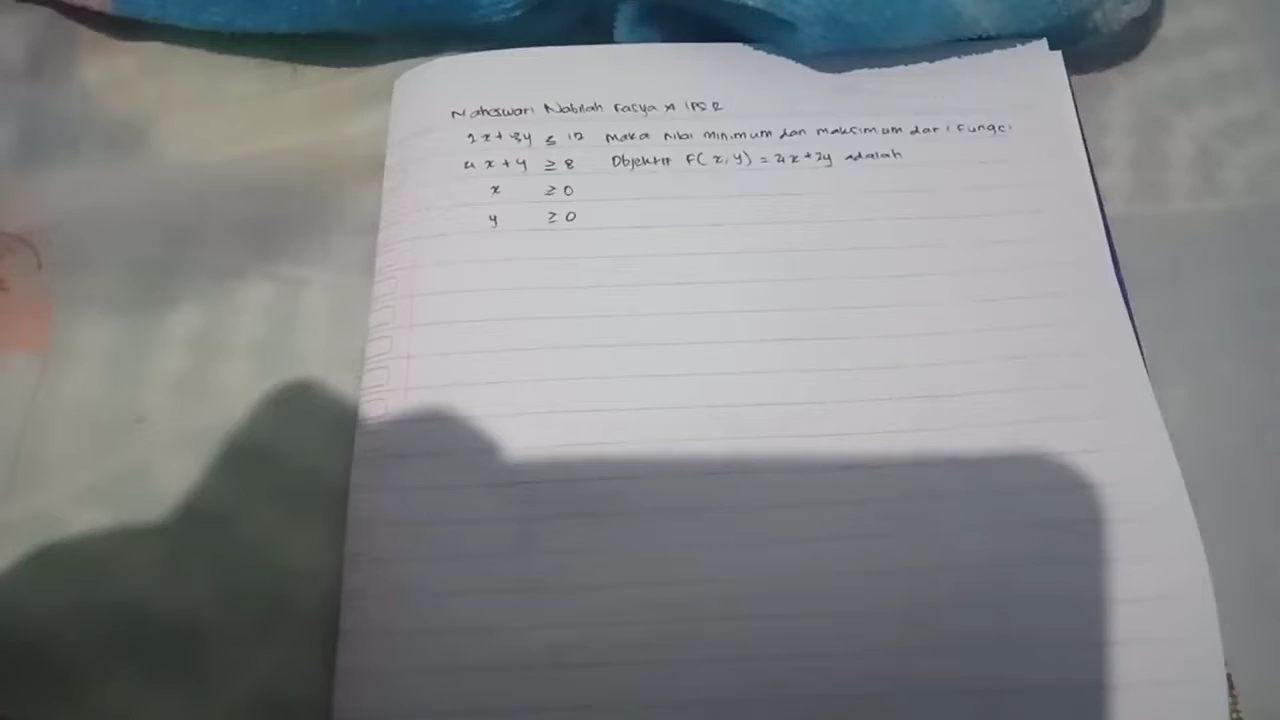 Naheswari Nabilah Fasya XI IPS 2
2x + 3y ≤ 12 Maka nilai minimum dan maksimum dari fungsi
4x + y ≥ 8 Objektif F(x,y) = 4x + 2y adalah
x ≥ 0
y ≥ 0